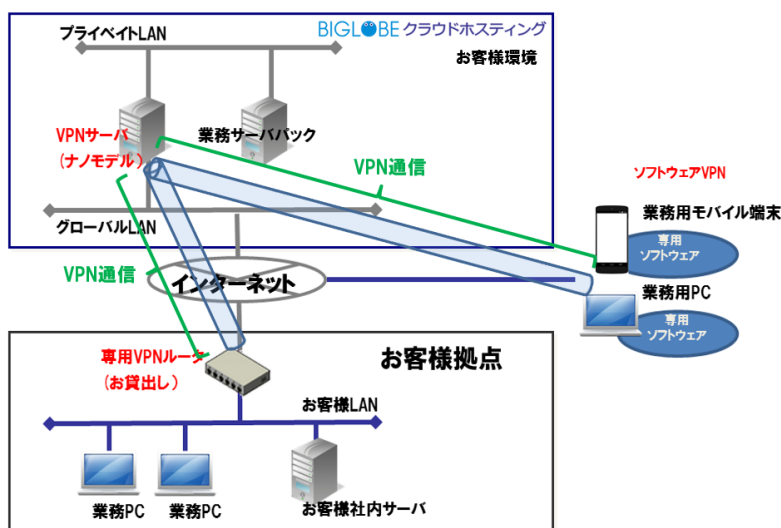 プライベイトLAN
BIGLOBE クラウドホスティング
お客様環境
VPNサーバ
(ナノモデル)
業務サーバパック
VPN通信
ソフトウェアVPN
業務用モバイル端末
専用
ソフトウェア
グローバルLAN
VPN通信
インターネット
業務用PC
専用
ソフトウェア
専用VPNルータ
(お貸出し)
お客様拠点
お客様LAN
業務PC
業務PC
お客様社内サーバ